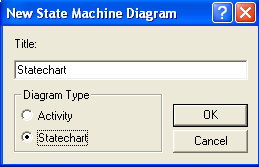 New State Machine Diagram
Title:
Statechart
Diagram Type
Activity
Statechart
OK
Cancel